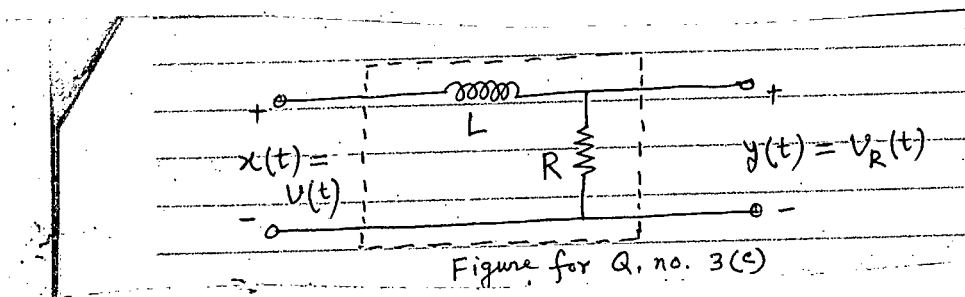 +
L
+
x(t) =
v(t)
R
y(t) = v_R(t)
-
-
Figure for Q. no. 3(c)